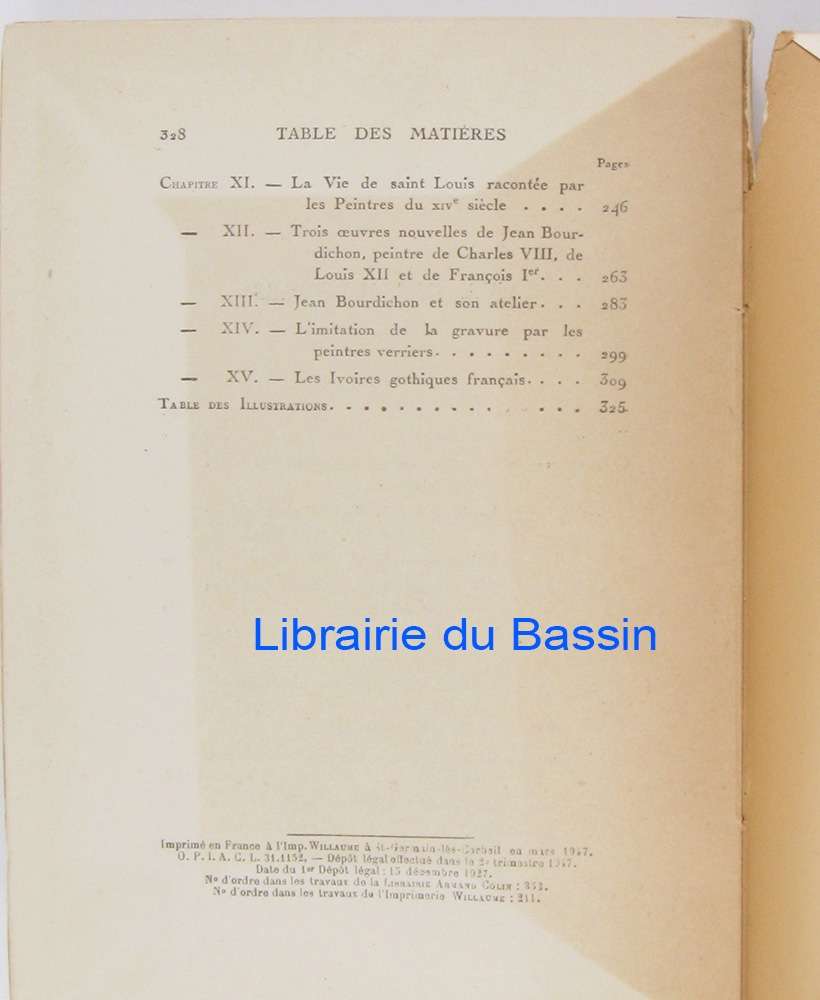 328 TABLE DES MATIÈRES
Pages
CHAPITRE XI. — La Vie de saint Louis racontée par
les Peintres du XIVe siècle . . . . 246
— XII. — Trois œuvres nouvelles de Jean Bour-
dichon, peintre de Charles VIII, de
Louis XII et de François Ier. . . 263
— XIII. — Jean Bourdichon et son atelier. . . 283
— XIV. — L'imitation de la gravure par les
peintres verriers. . . . . . . . . 299
— XV. — Les Ivoires gothiques français. . . . 309
TABLE DES ILLUSTRATIONS. . . . . . . . . . . . . . 325
Librairie du Bassin
Imprimé en France à l'Imp. WILLAUME à St-Germain-lès-Corbeil en mars 1947.
O. P. I. A. C. L. 31.1152. — Dépôt légal effectué dans le 2e trimestre 1947.
Date du 1er Dépôt légal : 15 décembre 1927.
No d'ordre dans les travaux de la LIBRAIRIE ARMAND COLIN : 353.
No d'ordre dans les travaux de l'Imprimerie WILLAUME : 211.